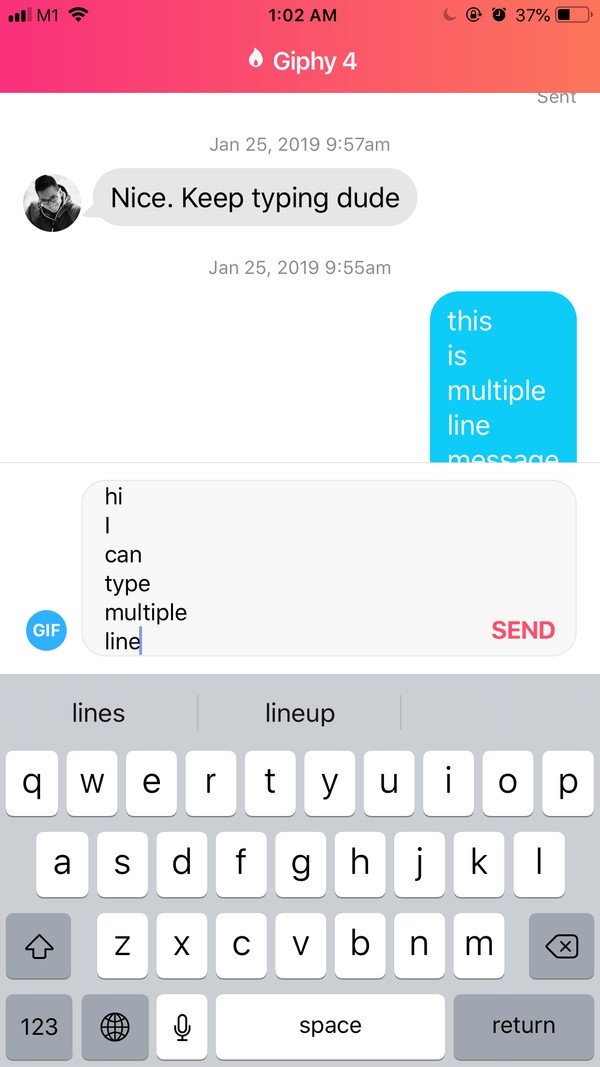 M1 1:02 AM 37%
Giphy 4
Sent
Jan 25, 2019 9:57am
Nice. Keep typing dude
Jan 25, 2019 9:55am
this
is
multiple
line
message
hi
I
can
type
multiple
line
GIF
SEND
lines lineup
q w e r t y u i o p
a s d f g h j k l
z x c v b n m
123 space return